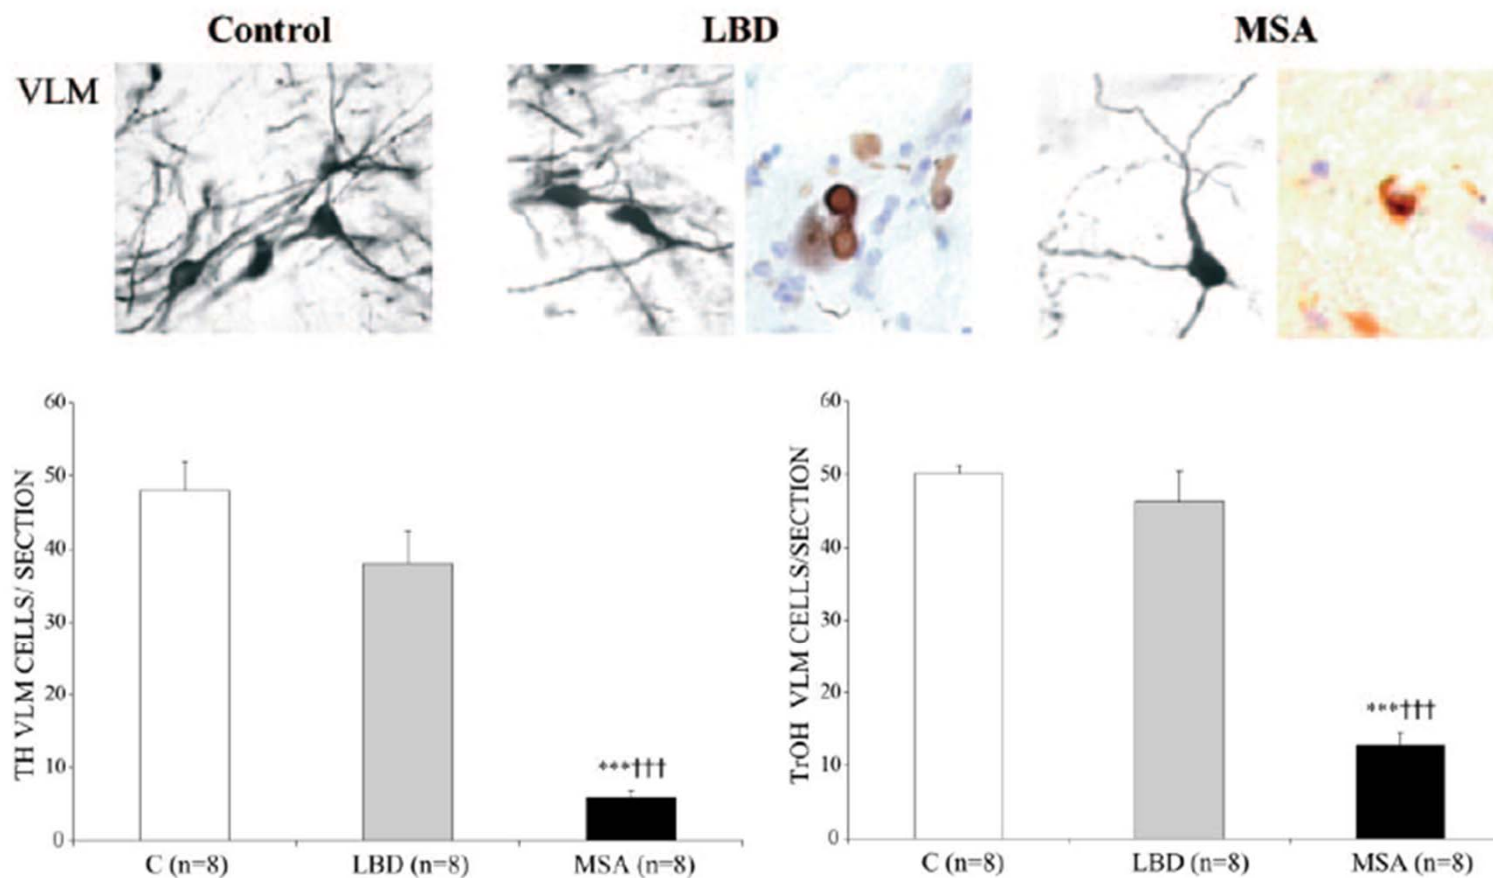 Control LBD MSA
VLM
60
50
40
30
20
10
0
TH VLM CELLS/ SECTION
***†††
C (n=8) LBD (n=8) MSA (n=8)
60
50
40
30
20
10
0
TrOH VLM CELLS/SECTION
***†††
C (n=8) LBD (n=8) MSA (n=8)